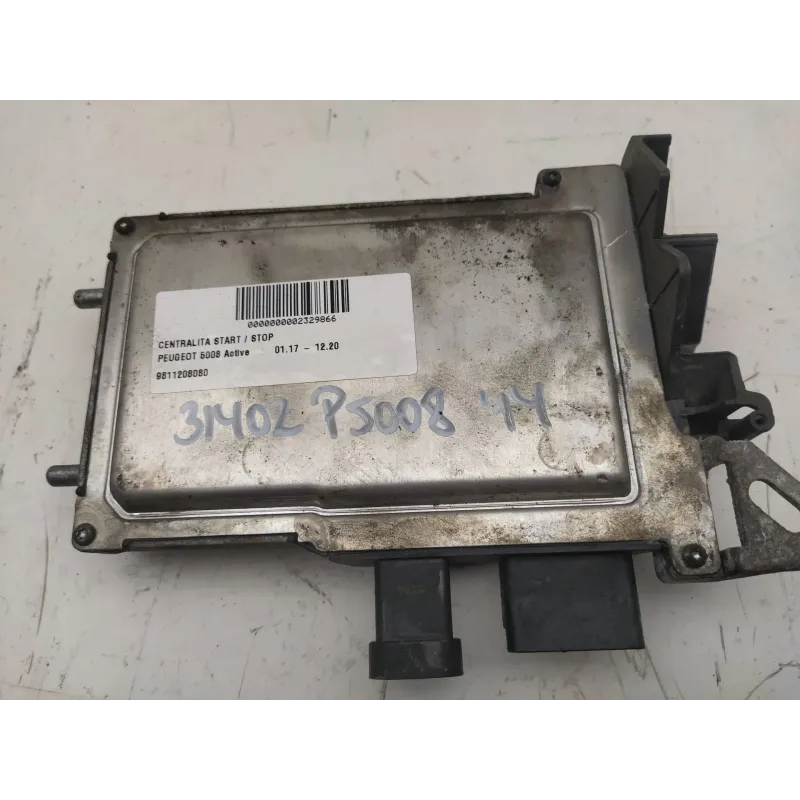 0000000002329866
CENTRALITA START / STOP
PEUGEOT 5008 Active 01.17 - 12.20
9811208080
31402 P5008 '14